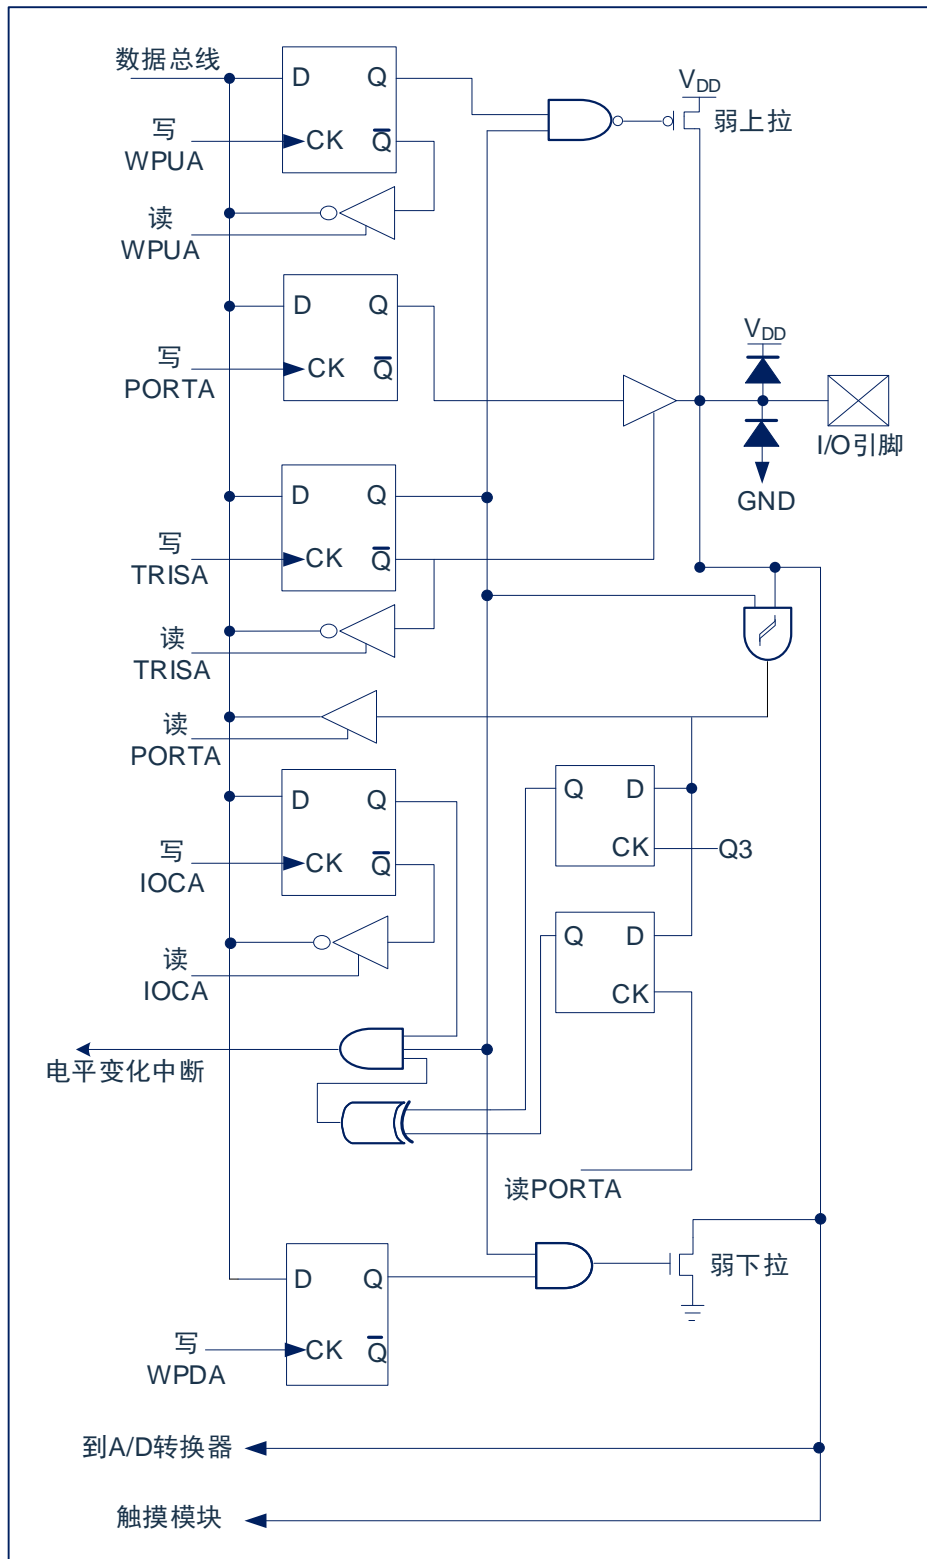 数据总线
D Q
CK Q
写
WPUA
读
WPUA
VDD
弱上拉
D Q
CK Q
写
PORTA
VDD
I/O引脚
GND
D Q
CK Q
写
TRISA
读
TRISA
读
PORTA
D Q
CK Q
写
IOCA
读
IOCA
Q D
CK
Q3
Q D
CK
电平变化中断
读PORTA
弱下拉
D Q
CK Q
写
WPDA
到A/D转换器
触摸模块